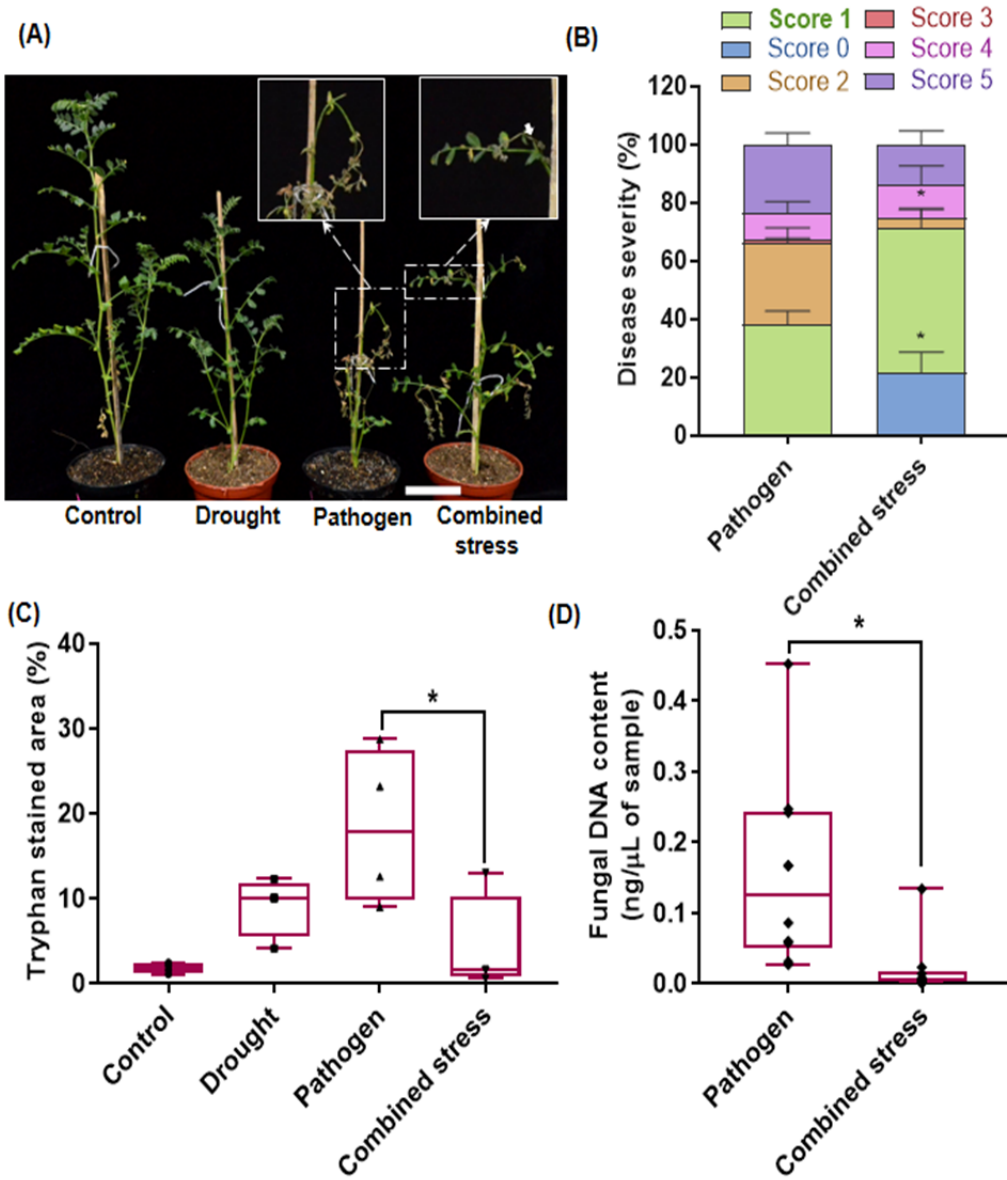 (A)
Control
Drought
Pathogen
Combined
stress
(B)
Score 1
Score 3
Score 0
Score 4
Score 2
Score 5
Disease severity (%)
120
100
80
60
40
20
0
*
*
Pathogen
Combined stress
(C)
Tryphan stained area (%)
40
30
20
10
0
*
Control
Drought
Pathogen
Combined stress
(D)
Fungal DNA content
(ng/μL of sample)
0.5
0.4
0.3
0.2
0.1
0.0
*
Pathogen
Combined stress